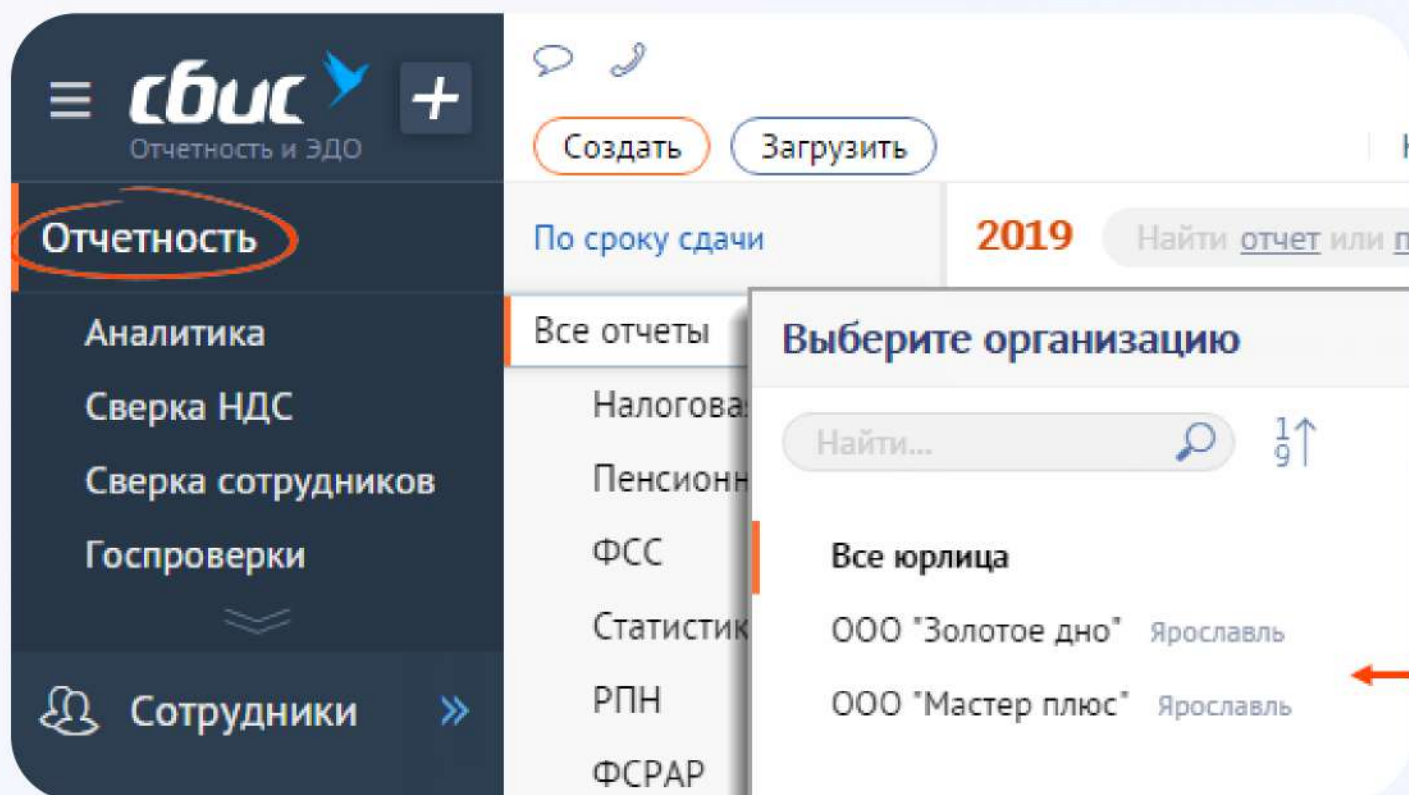 сбис
Отчетность и ЭДО
Отчетность
Аналитика
Сверка НДС
Сверка сотрудников
Госпроверки
Сотрудники
Создать
Загрузить
По сроку сдачи
2019
Найти отчет или
Все отчеты
ФСС
РПН
ФСРАР
Выберите организацию
Найти...
1
9
Все юрлица
ООО "Золотое дно" Ярославль
ООО "Мастер плюс" Ярославль